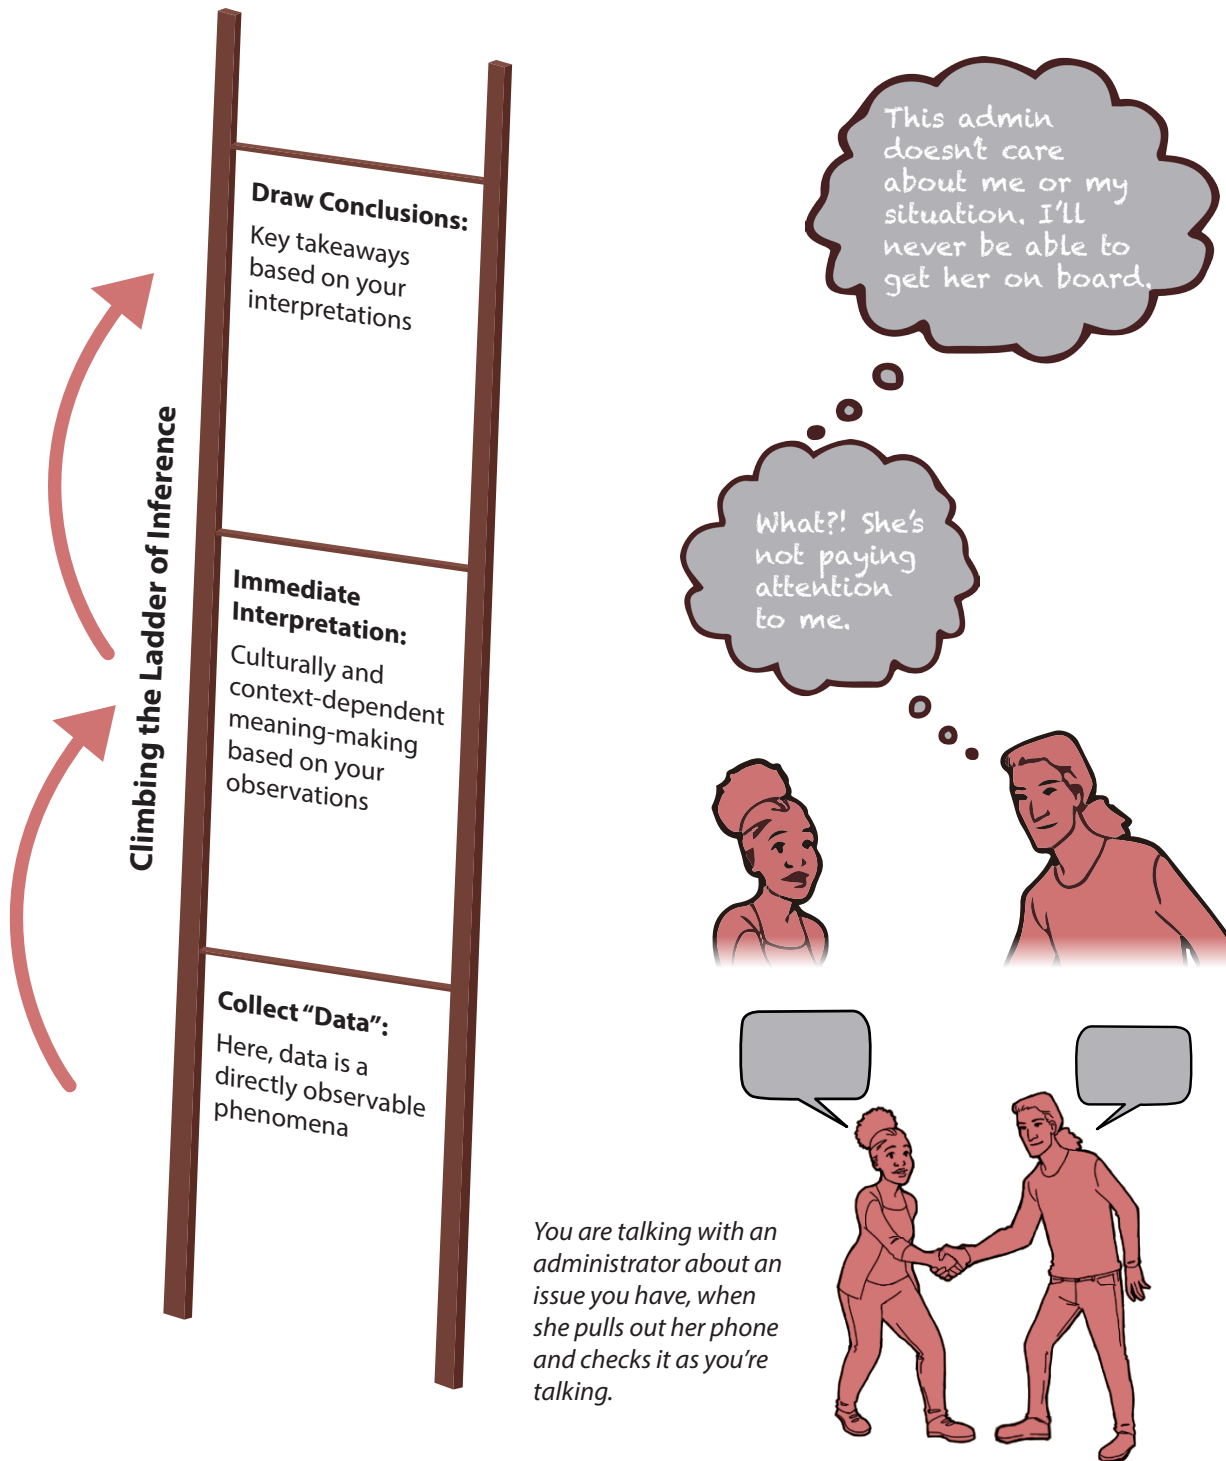 Climbing the Ladder of Inference
Draw Conclusions:
Key takeaways
based on your
interpretations
Immediate
Interpretation:
Culturally and
context-dependent
meaning-making
based on your
observations
Collect “Data”:
Here, data is a
directly observable
phenomena
This admin
doesn't care
about me or my
situation. I'll
never be able to
get her on board.
What?! She's
not paying
attention
to me.
You are talking with an
administrator about an
issue you have, when
she pulls out her phone
and checks it as you’re
talking.